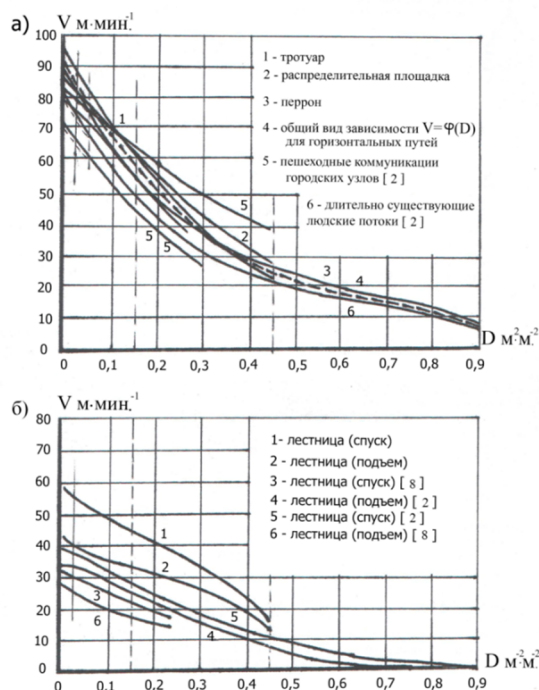 а)
V м·мин.⁻¹
100
90
80
70
60
50
40
30
20
10
0
1 - тротуар
2 - распределительная площадка
3 - перрон
4 - общий вид зависимости V=φ(D)
для горизонтальных путей
5 - пешеходные коммуникации
городских узлов [ 2 ]
6 - длительно существующие
людские потоки [ 2 ]
1
5
2
5
5
3
4
6
D м²м.⁻²
0 0,1 0,2 0,3 0,4 0,5 0,6 0,7 0,8 0,9
б)
V м·мин.⁻¹
80
70
60
50
40
30
20
10
0
1- лестница (спуск)
2 - лестница (подъем)
3 - лестница (спуск) [ 8 ]
4 - лестница (подъем) [ 2 ]
5 - лестница (спуск) [ 2 ]
6 - лестница (подъем) [ 8 ]
1
2
3
5
6
4
D м⁻²м.⁻²
0 0,1 0,2 0,3 0,4 0,5 0,6 0,7 0,8 0,9